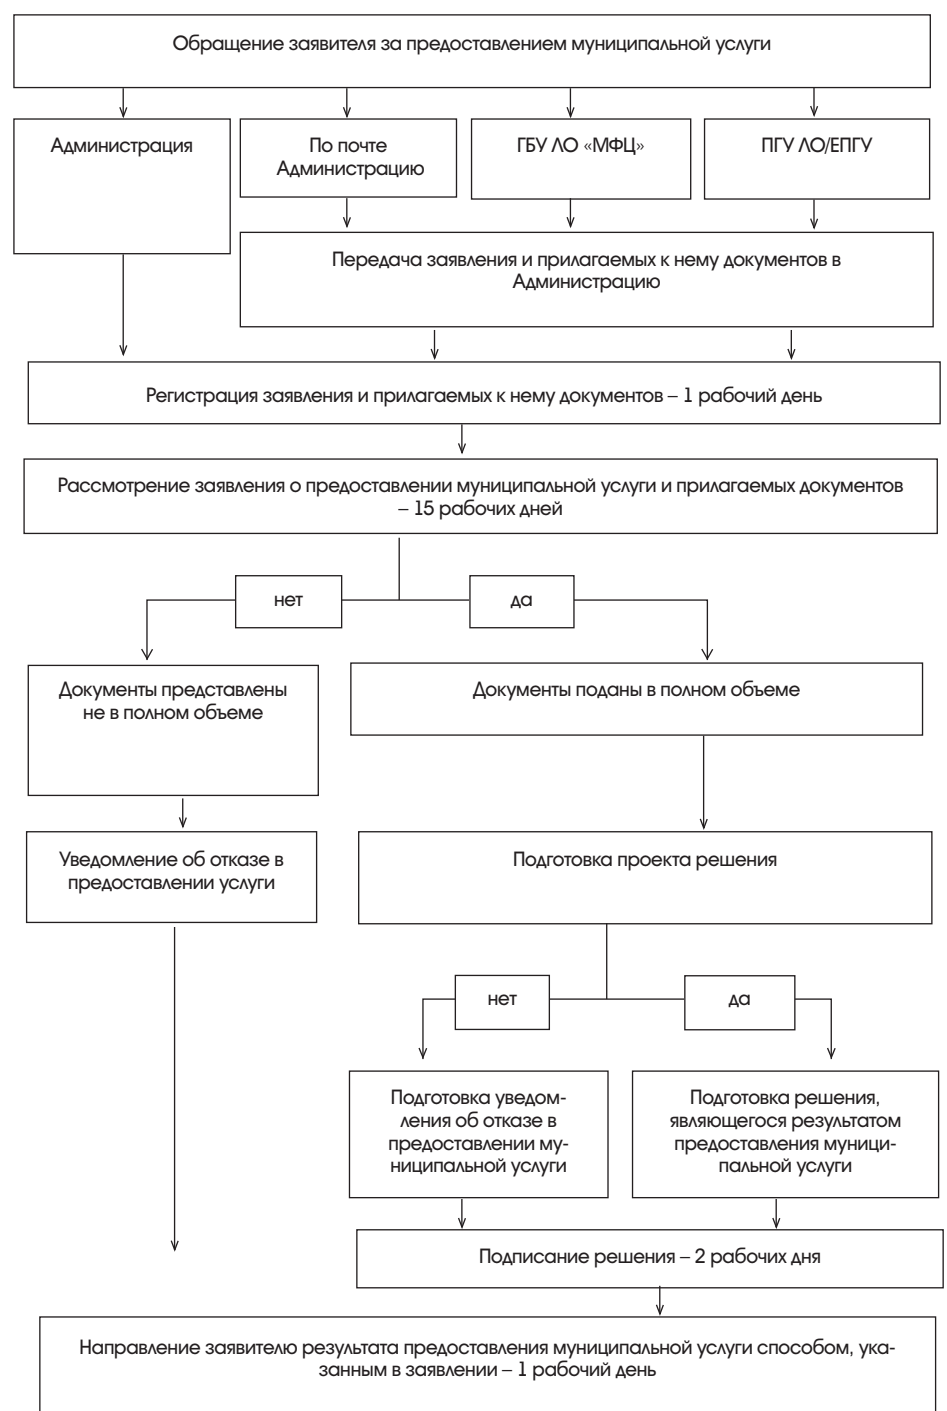 Обращение заявителя за предоставлением муниципальной услуги
Администрация
По почте
Администрацию
ГБУ ЛО «МФЦ»
ПГУ ЛО/ЕПГУ
Передача заявления и прилагаемых к нему документов в
Администрацию
Регистрация заявления и прилагаемых к нему документов – 1 рабочий день
Рассмотрение заявления о предоставлении муниципальной услуги и прилагаемых документов
– 15 рабочих дней
нет
да
Документы представлены
не в полном объеме
Документы поданы в полном объеме
Уведомление об отказе в
предоставлении услуги
Подготовка проекта решения
нет
да
Подготовка уведом-
ления об отказе в
предоставлении му-
ниципальной услуги
Подготовка решения,
являющегося результатом
предоставления муници-
пальной услуги
Подписание решения – 2 рабочих дня
Направление заявителю результата предоставления муниципальной услуги способом, ука-
занным в заявлении – 1 рабочий день